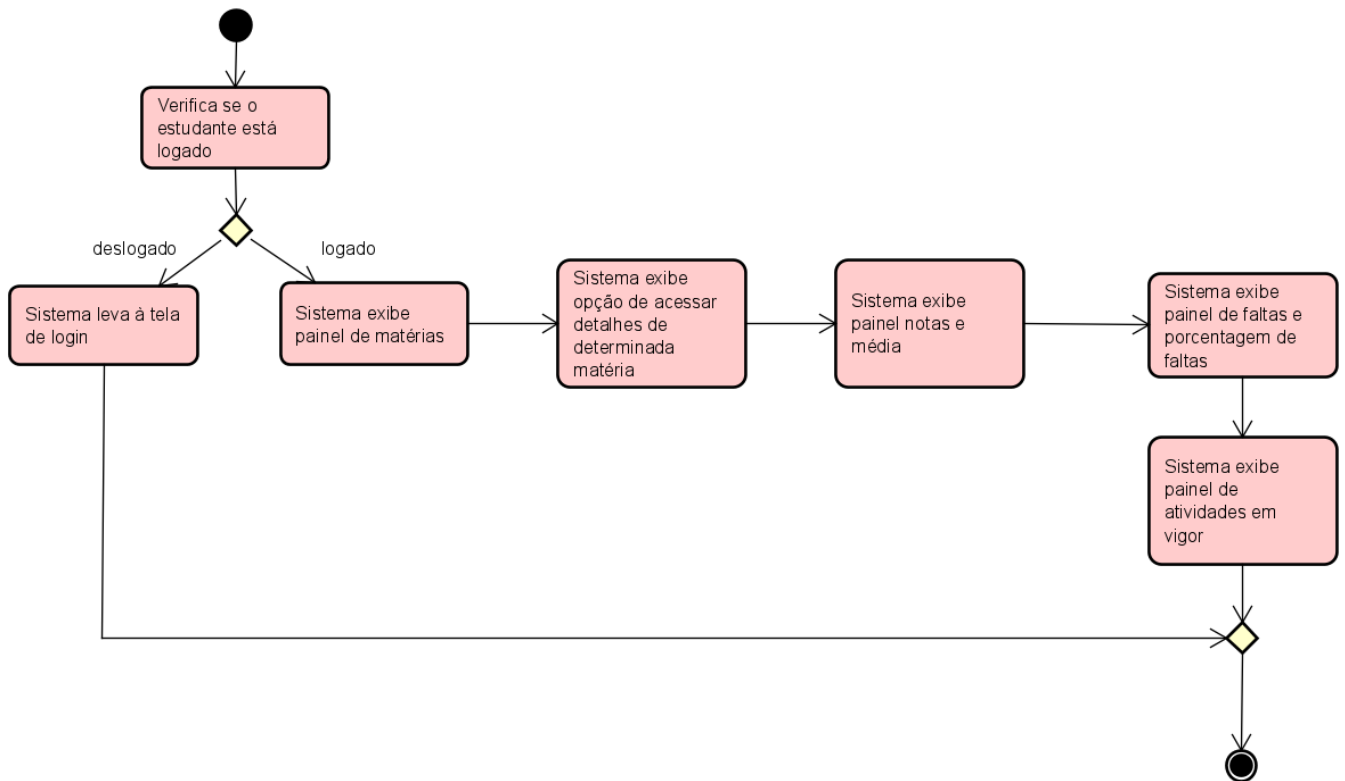 Verifica se o
estudante está
logado
deslogado
logado
Sistema leva à tela
de login
Sistema exibe
painel de matérias
Sistema exibe
opção de acessar
detalhes de
determinada
matéria
Sistema exibe
painel notas e
média
Sistema exibe
painel de faltas e
porcentagem de
faltas
Sistema exibe
painel de
atividades em
vigor